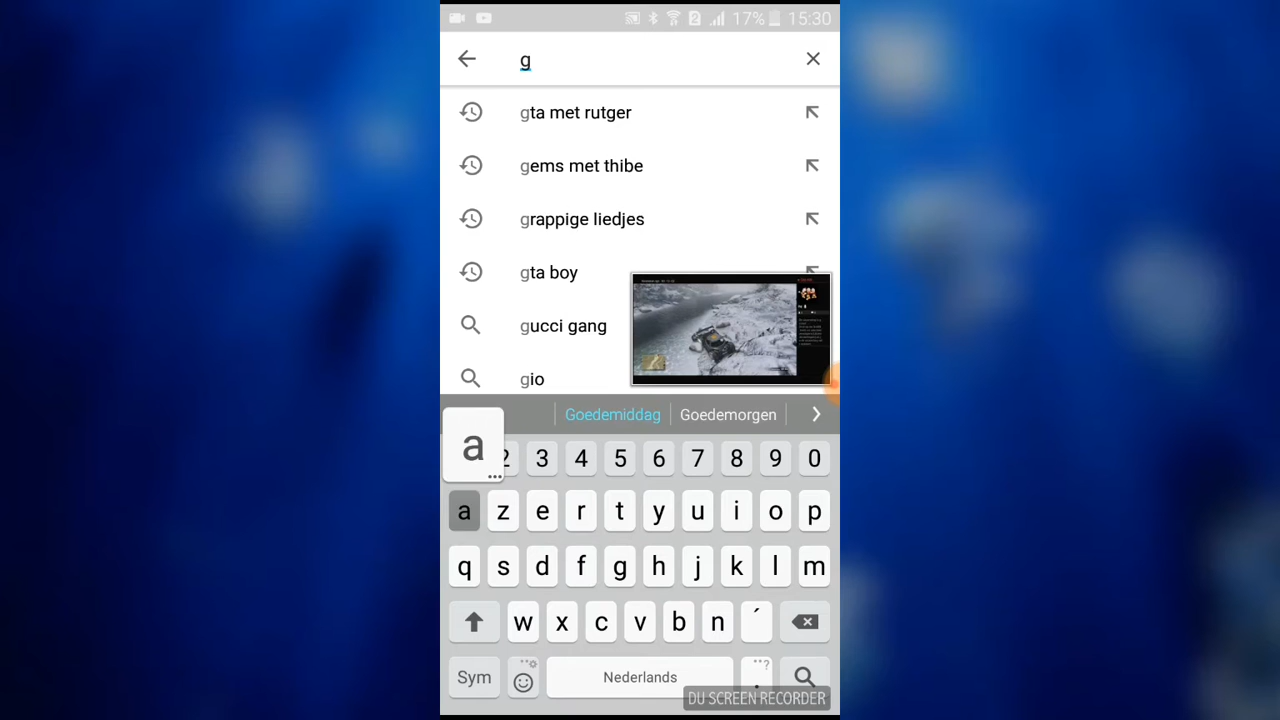 2 17% 15:30
g
gta met rutger
gems met thibe
grappige liedjes
gta boy
gucci gang
gio
Goedemiddag Goedemorgen
a
2 3 4 5 6 7 8 9 0
a z e r t y u i o p
q s d f g h j k l m
w x c v b n ´
Sym Nederlands . ?
DU SCREEN RECORDER